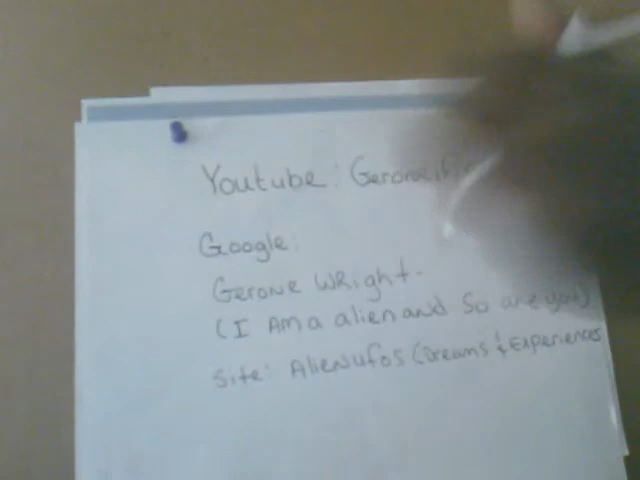 Youtube:
Google:
Gerone Wright.
(I Am a alien and so are you)
site: Alienufos (Dreams & Experiences